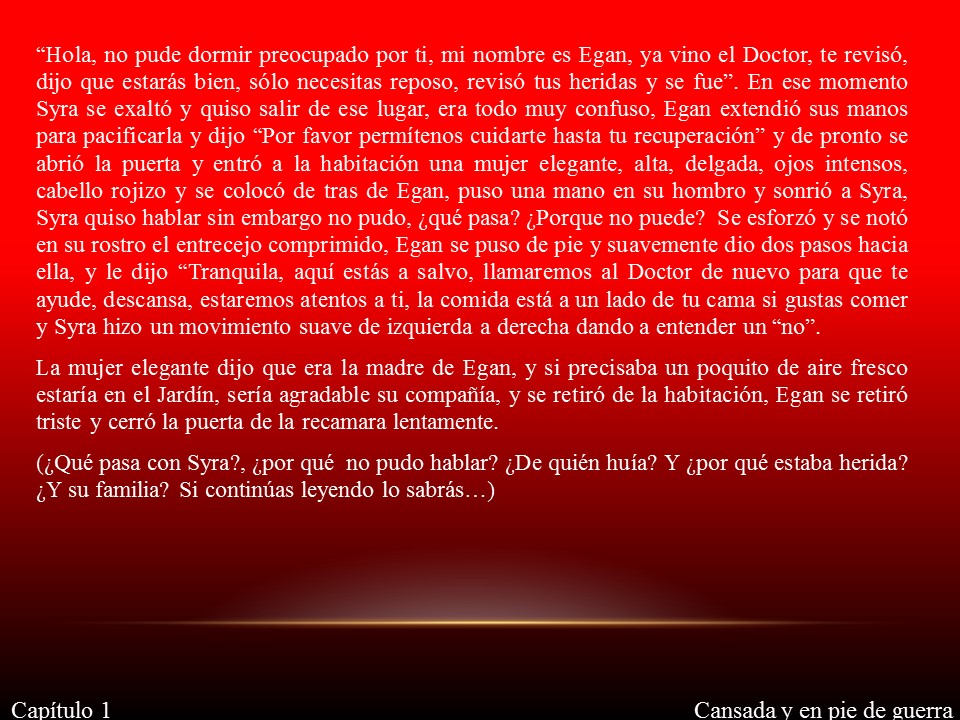 “Hola, no pude dormir preocupado por ti, mi nombre es Egan, ya vino el Doctor, te revisó,
dijo que estarás bien, sólo necesitas reposo, revisó tus heridas y se fue”. En ese momento
Syra se exaltó y quiso salir de ese lugar, era todo muy confuso, Egan extendió sus manos
para pacificarla y dijo “Por favor permítenos cuidarte hasta tu recuperación” y de pronto se
abrió la puerta y entró a la habitación una mujer elegante, alta, delgada, ojos intensos,
cabello rojizo y se colocó de tras de Egan, puso una mano en su hombro y sonrió a Syra,
Syra quiso hablar sin embargo no pudo, ¿qué pasa? ¿Porque no puede? Se esforzó y se notó
en su rostro el entrecejo comprimido, Egan se puso de pie y suavemente dio dos pasos hacia
ella, y le dijo “Tranquila, aquí estás a salvo, llamaremos al Doctor de nuevo para que te
ayude, descansa, estaremos atentos a ti, la comida está a un lado de tu cama si gustas comer
y Syra hizo un movimiento suave de izquierda a derecha dando a entender un “no”.
La mujer elegante dijo que era la madre de Egan, y si precisaba un poquito de aire fresco
estaría en el Jardín, sería agradable su compañía, y se retiró de la habitación, Egan se retiró
triste y cerró la puerta de la recamara lentamente.
(¿Qué pasa con Syra?, ¿por qué no pudo hablar? ¿De quién huía? Y ¿por qué estaba herida?
¿Y su familia? Si continúas leyendo lo sabrás…)
Capítulo 1
Cansada y en pie de guerra